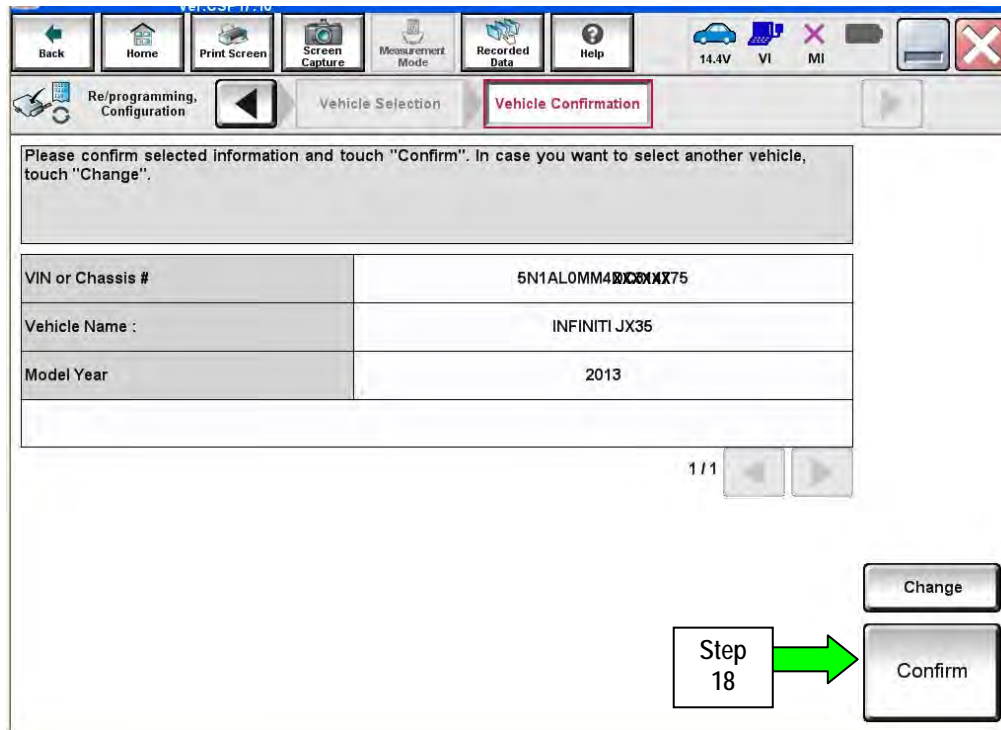 Back
Home
Print Screen
Screen Capture
Measurement Mode
Recorded Data
Help
14.4V
VI
MI
Re/programming, Configuration
Vehicle Selection
Vehicle Confirmation
Please confirm selected information and touch "Confirm". In case you want to select another vehicle,
touch "Change".
VIN or Chassis #
Vehicle Name :
INFINITI JX35
Model Year
2013
1/1
Change
Step
18
Confirm